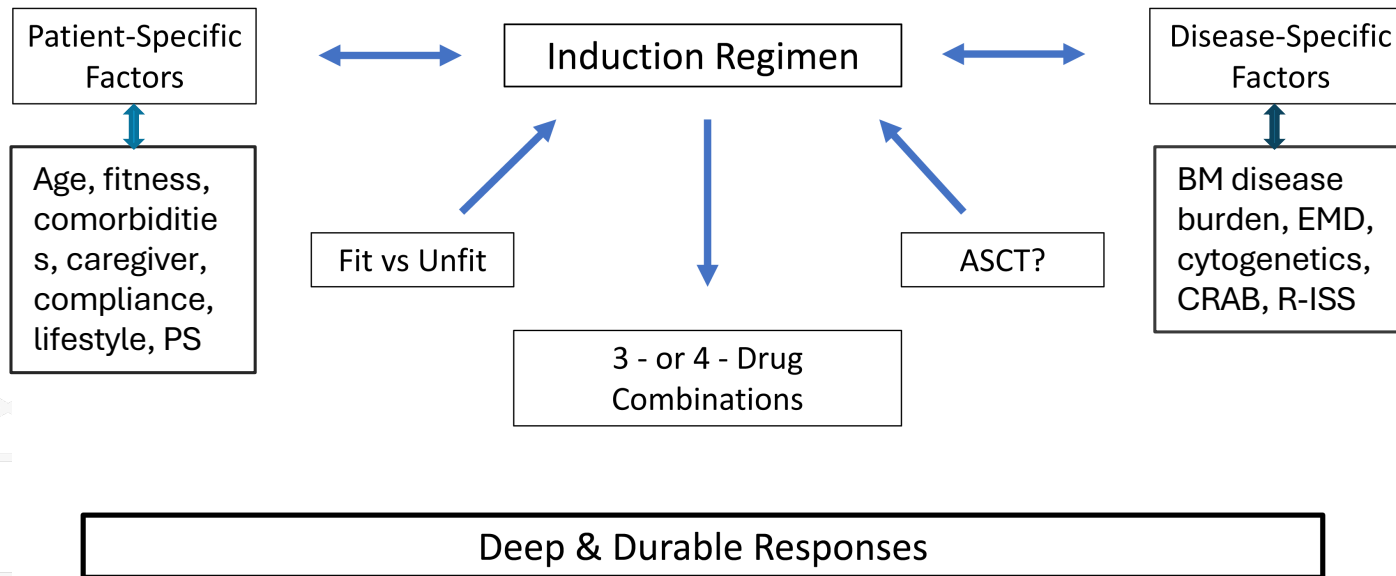 Patient-Specific
Factors
Induction Regimen
Disease-Specific
Factors
Age, fitness,
comorbiditie
s, caregiver,
compliance,
lifestyle, PS
BM disease
burden, EMD,
cytogenetics,
CRAB, R-ISS
Fit vs Unfit
ASCT?
3 - or 4 - Drug
Combinations
Deep & Durable Responses